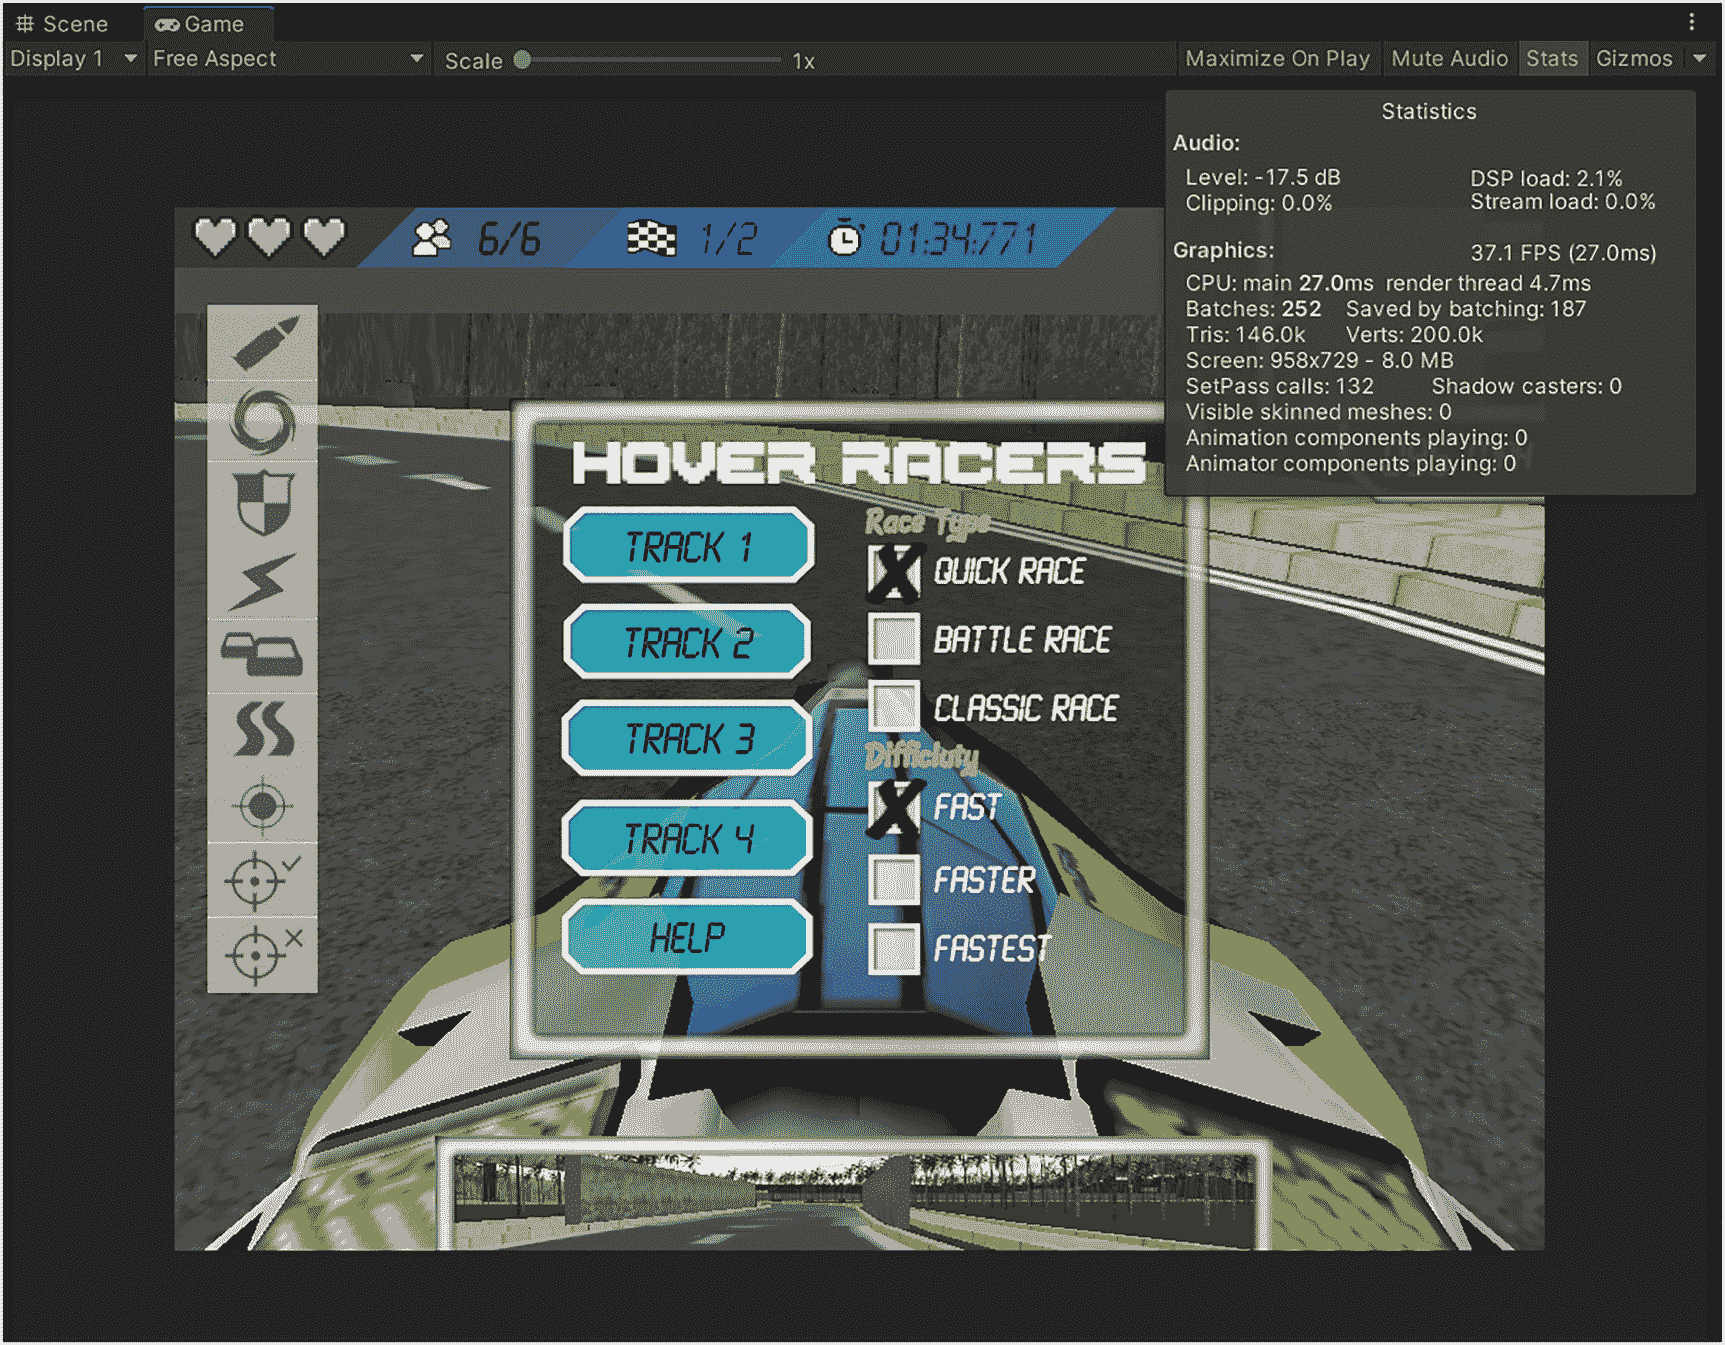 Scene Game
Display 1 Free Aspect Scale 1x Maximize On Play Mute Audio Stats Gizmos
Statistics
Audio:
Level: -17.5 dB DSP load: 2.1%
Clipping: 0.0% Stream load: 0.0%
Graphics: 37.1 FPS (27.0ms)
CPU: main 27.0ms render thread 4.7ms
Batches: 252 Saved by batching: 187
Tris: 146.0k Verts: 200.0k
Screen: 958x729 - 8.0 MB
SetPass calls: 132 Shadow casters: 0
Visible skinned meshes: 0
Animation components playing: 0
Animator components playing: 0
6/6 1/2 01:34:771
HOVER RACERS
TRACK 1
TRACK 2
TRACK 3
TRACK 4
HELP
Race Type
QUICK RACE
BATTLE RACE
CLASSIC RACE
Difficluty
FAST
FASTER
FASTEST